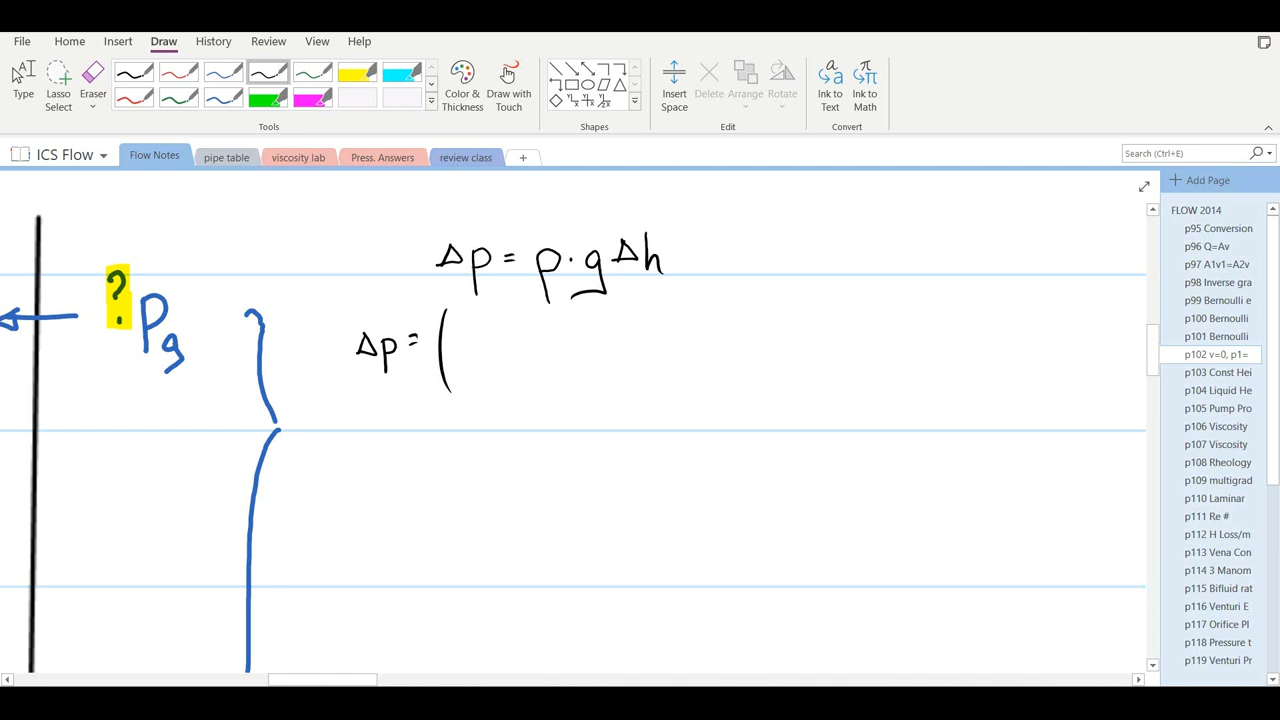 File Home Insert Draw History Review View Help
Type Lasso Select Eraser Color & Thickness Draw with Touch Insert Space Delete Arrange Rotate Ink to Text Ink to Math
Tools Shapes Edit Convert
ICS Flow Flow Notes pipe table viscosity lab Press. Answers review class + Search (Ctrl+E)
+ Add Page
FLOW 2014
p95 Conversion
p96 Q=Av
p97 A1v1=A2v
p98 Inverse gra
p99 Bernoulli e
p100 Bernoulli
p101 Bernoulli
p102 v=0, p1=
p103 Const Hei
p104 Liquid He
p105 Pump Pro
p106 Viscosity
p107 Viscosity
p108 Rheology
p109 multigrad
p110 Laminar
p111 Re #
p112 H Loss/m
p113 Vena Con
p114 3 Manom
p115 Bifluid rat
p116 Venturi E
p117 Orifice Pl
p118 Pressure t
p119 Venturi Pr
Δp = ρ·gΔh
? Pg
Δp = (